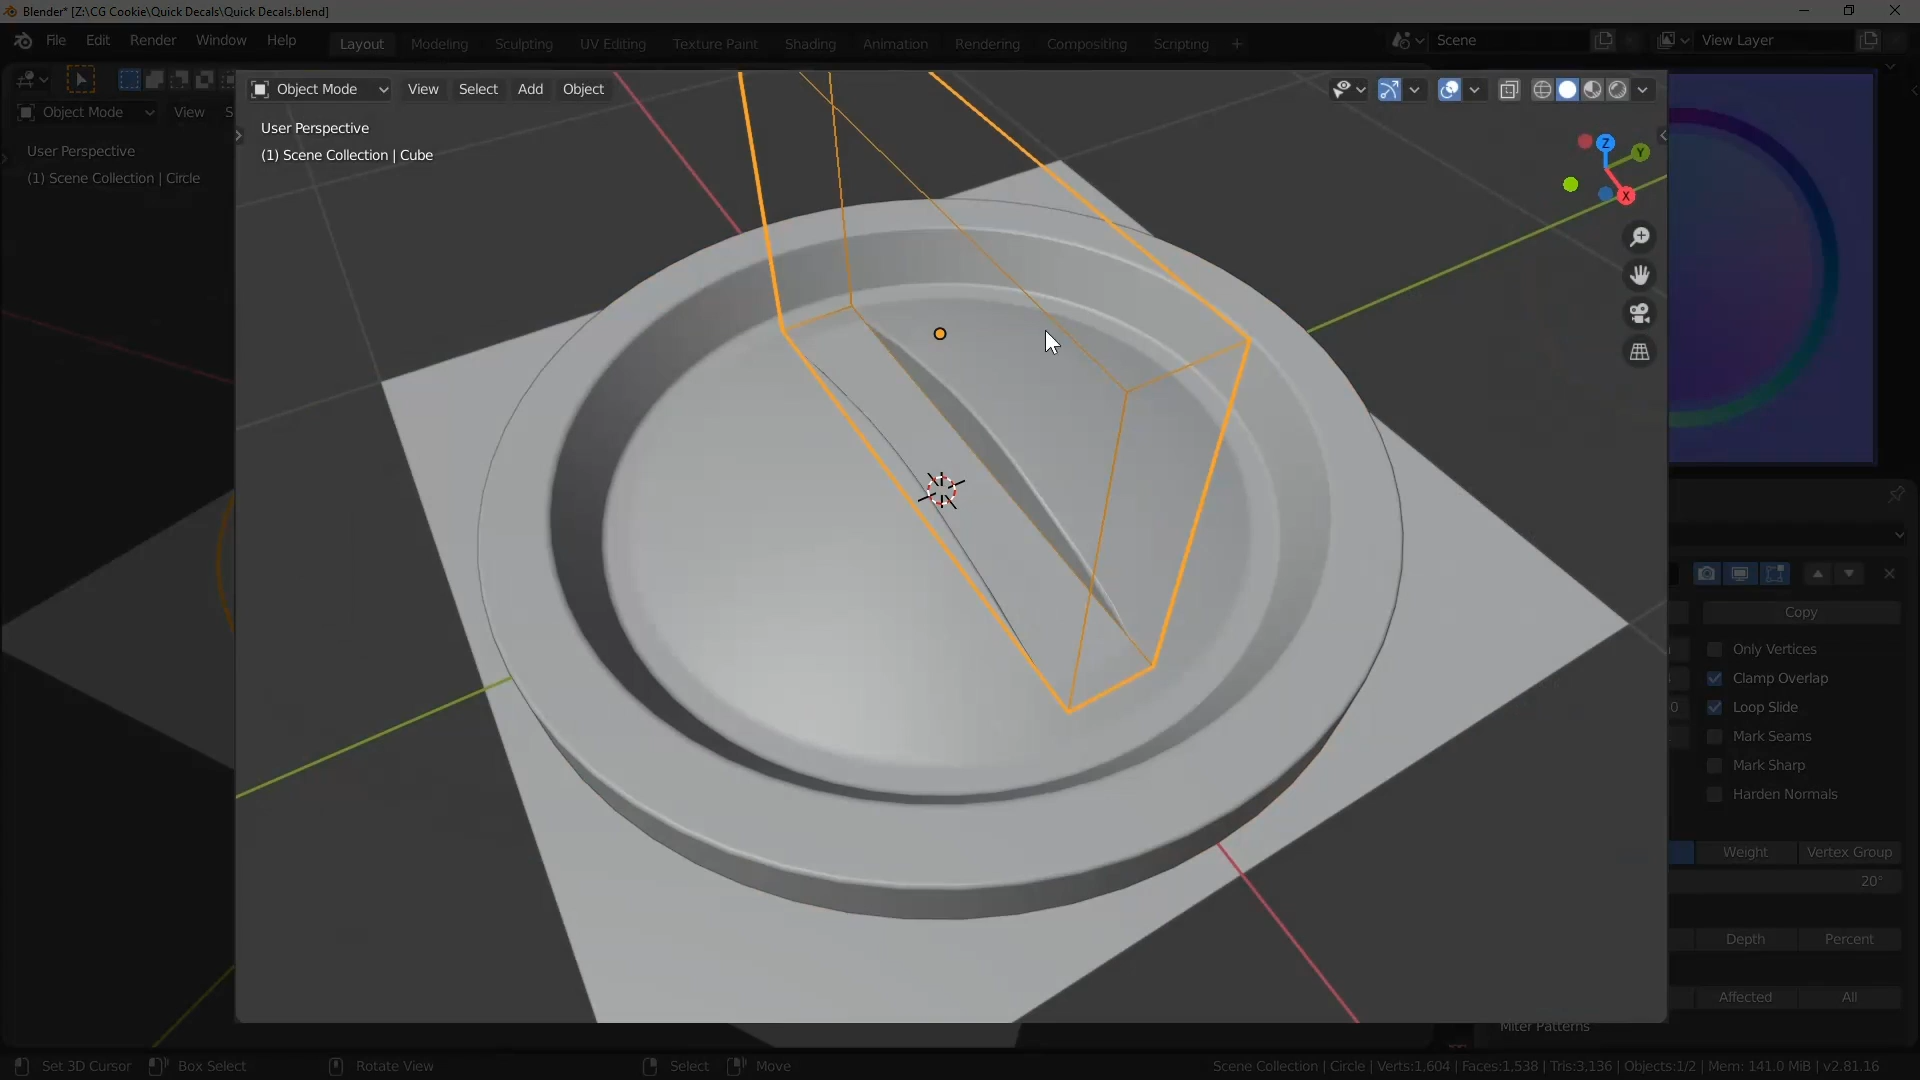 Blender* [Z:\CG Cookie\Quick Decals\Quick Decals.blend]
File Edit Render Window Help Layout Modeling Sculpting UV Editing Texture Paint Shading Animation Rendering Compositing Scripting + Scene View Layer
Object Mode View Select Add Object
Object Mode View S
User Perspective
(1) Scene Collection | Cube
User Perspective
(1) Scene Collection | Circle
Z
Y
X
Copy
Only Vertices
Clamp Overlap
0 Loop Slide
Mark Seams
Mark Sharp
Harden Normals
Weight Vertex Group
20°
Depth Percent
Affected All
Miter Patterns
Set 3D Cursor Box Select Rotate View Select Move Scene Collection | Circle | Verts:1,604 | Faces:1,538 | Tris:3,136 | Objects:1/2 | Mem: 141.0 MiB | v2.81.16